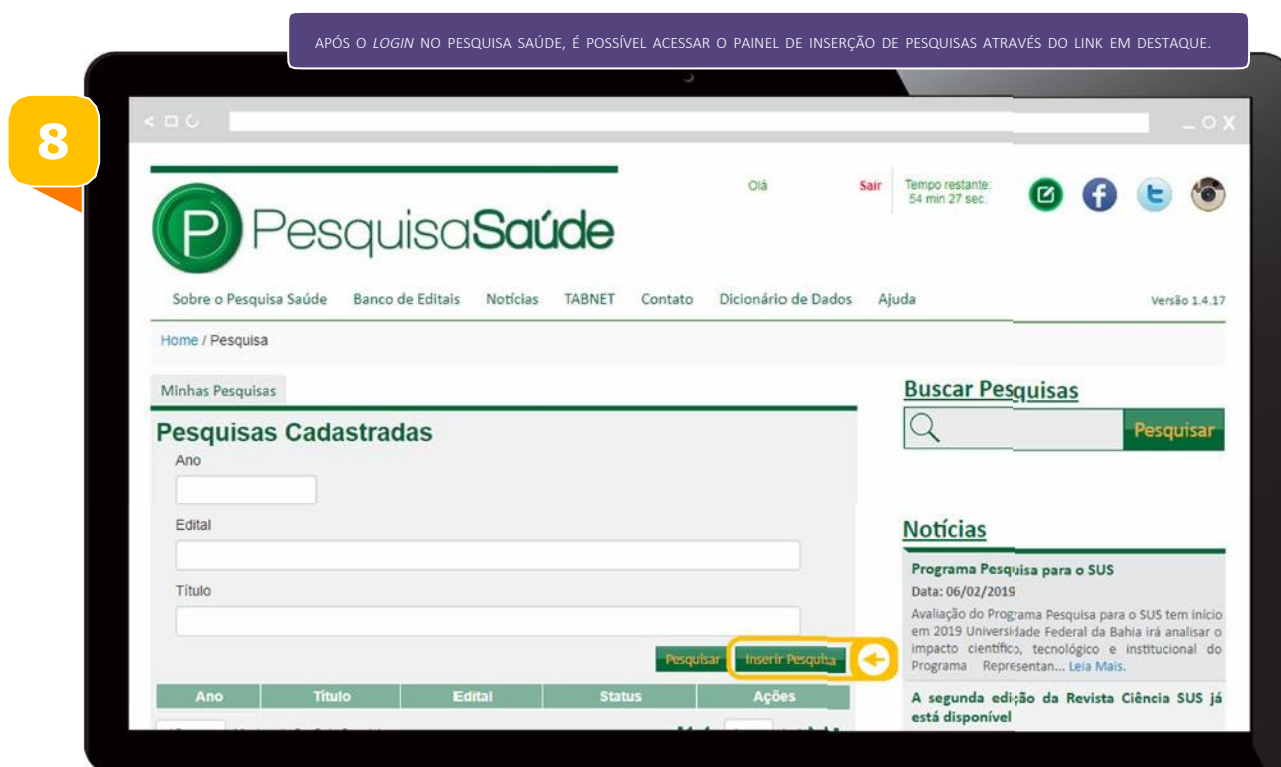 APÓS O LOGIN NO PESQUISA SAÚDE, É POSSÍVEL ACESSAR O PAINEL DE INSERÇÃO DE PESQUISAS ATRAVÉS DO LINK EM DESTAQUE.
8
Olá
Sair
Tempo restante:
54 min 27 sec.
P PesquisaSaúde
Sobre o Pesquisa Saúde Banco de Editais Notícias TABNET Contato Dicionário de Dados Ajuda Versão 1.4.17
Home / Pesquisa
Minhas Pesquisas
Pesquisas Cadastradas
Ano
Edital
Título
Pesquisar Inserir Pesquisa
Ano Título Edital Status Ações
Buscar Pesquisas
Pesquisar
Notícias
Programa Pesquisa para o SUS
Data: 06/02/2019
Avaliação do Programa Pesquisa para o SUS tem início
em 2019 Universidade Federal da Bahia irá analisar o
impacto científico, tecnológico e institucional do
Programa Representan... Leia Mais.
A segunda edição da Revista Ciência SUS já
está disponível